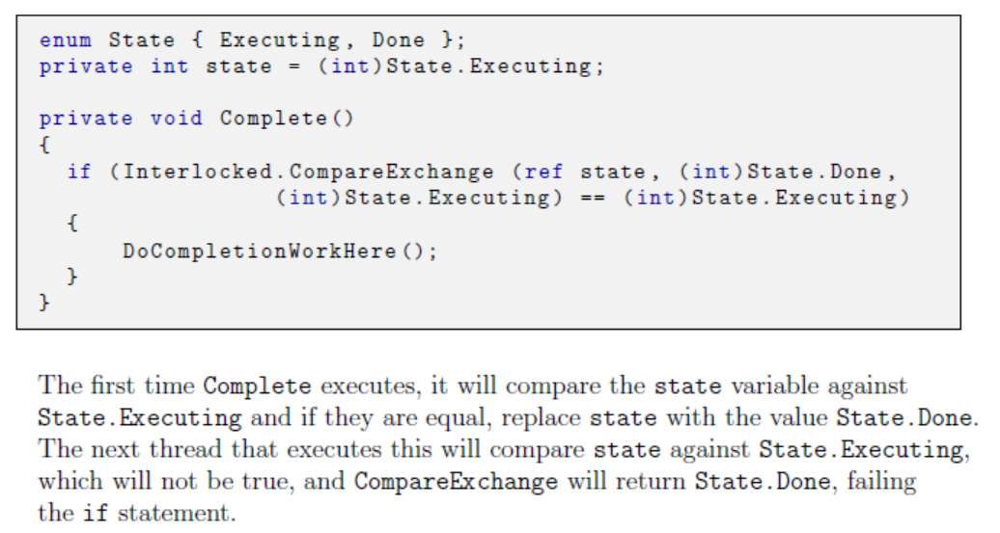 enum State { Executing, Done };
private int state = (int)State.Executing;
private void Complete()
{
if (Interlocked.CompareExchange (ref state, (int)State.Done,
(int)State.Executing) == (int)State.Executing)
{
DoCompletionWorkHere();
}
}
The first time Complete executes, it will compare the state variable against
State.Executing and if they are equal, replace state with the value State.Done.
The next thread that executes this will compare state against State.Executing,
which will not be true, and CompareExchange will return State.Done, failing
the if statement.